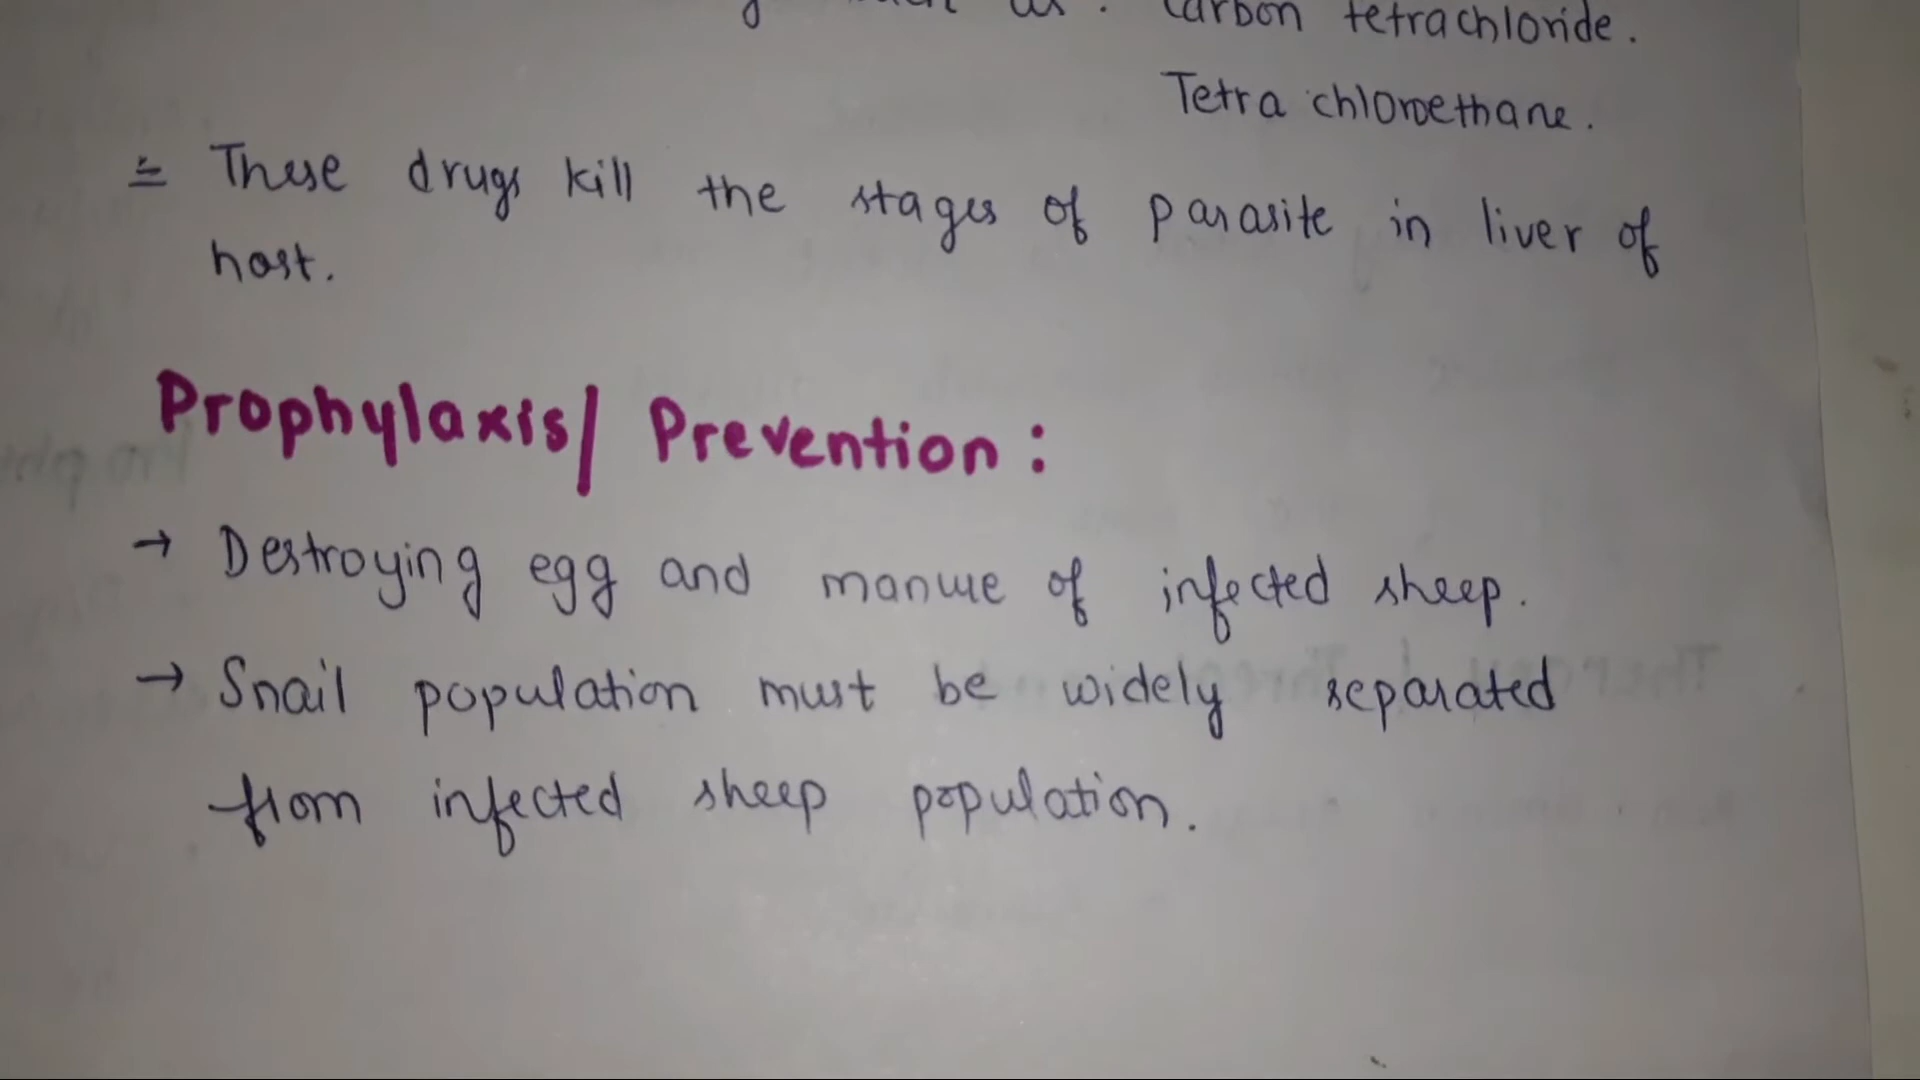 Carbon tetrachloride.
Tetra chloroethane.
= These drugs kill the stages of parasite in liver of
host.
Prophylaxis/ Prevention :
→ Destroying egg and manure of infected sheep.
→ Snail population must be widely separated
from infected sheep population.